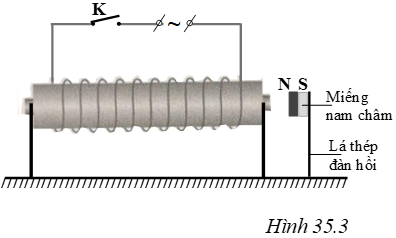 K
~
N S
Miếng
nam châm
Lá thép
đàn hồi
Hình 35.3